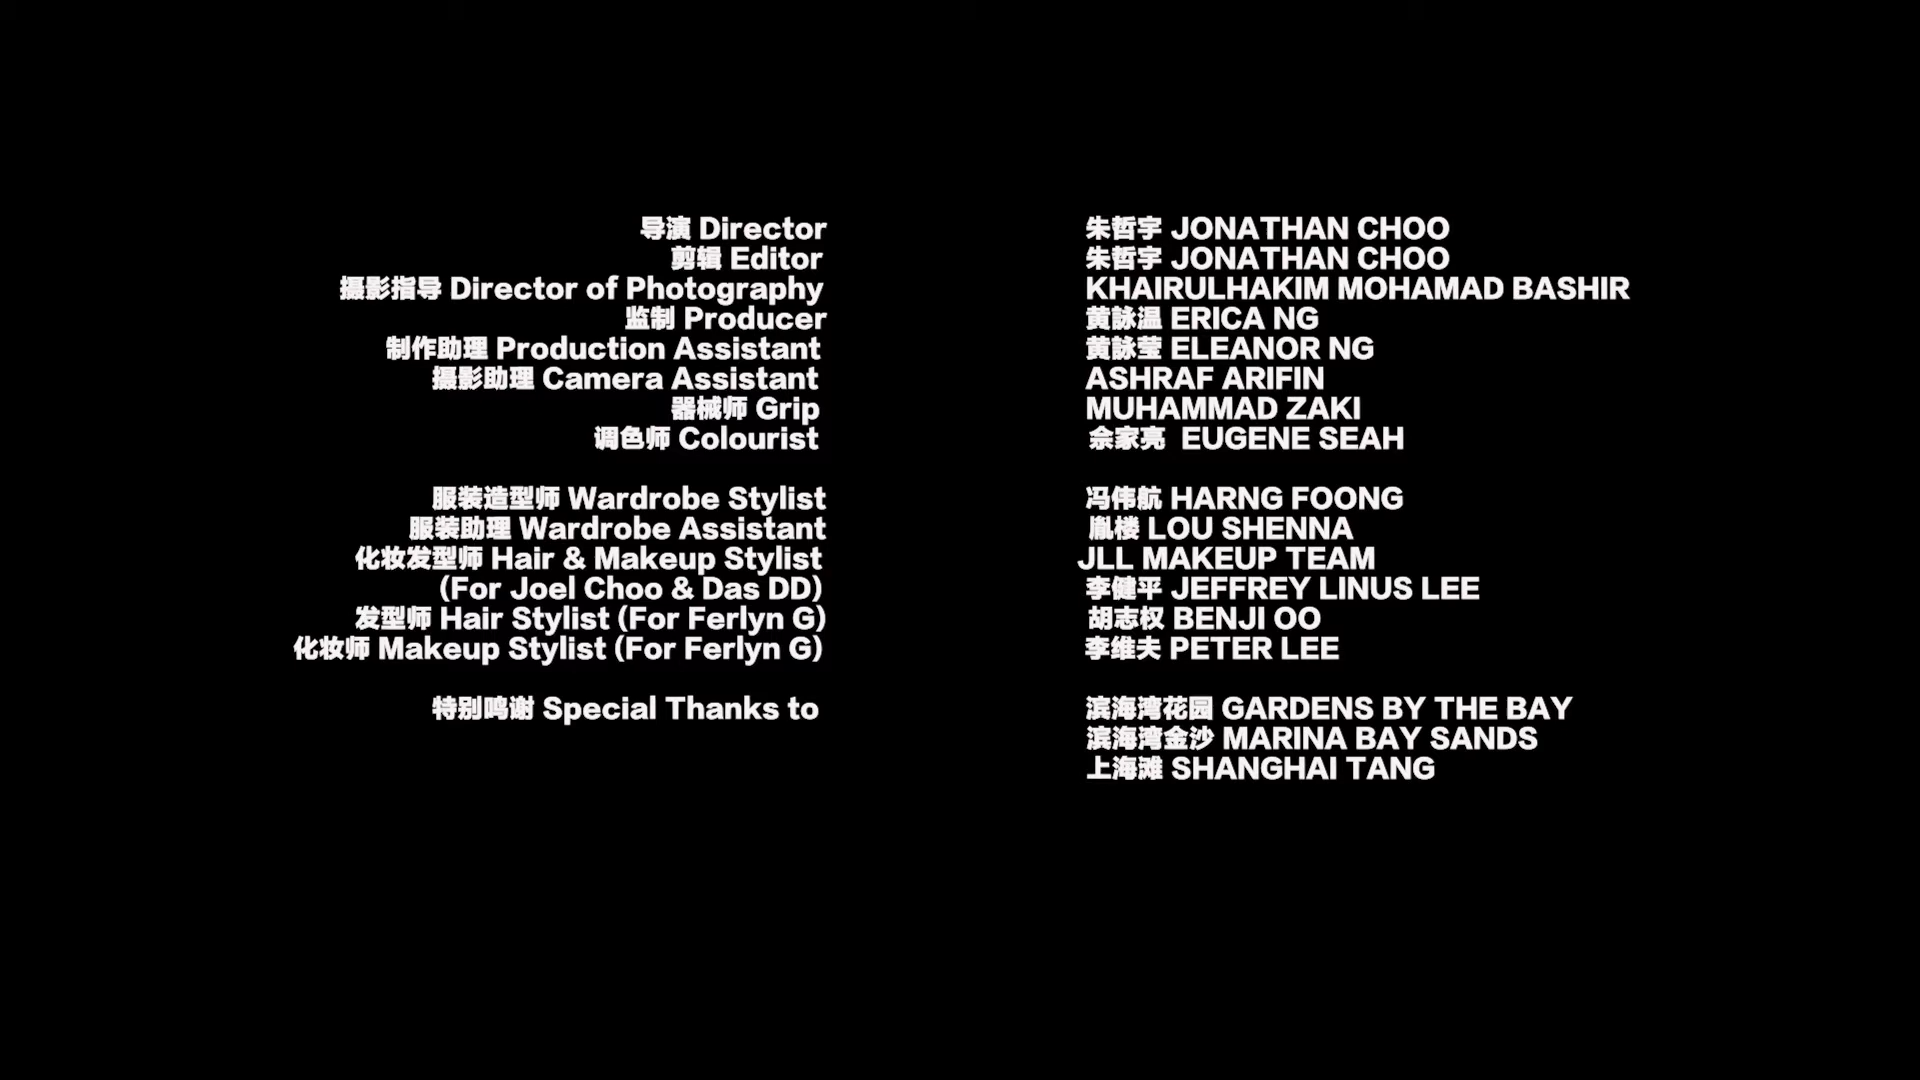 导演 Director 朱哲宇 JONATHAN CHOO
剪辑 Editor 朱哲宇 JONATHAN CHOO
摄影指导 Director of Photography KHAIRULHAKIM MOHAMAD BASHIR
监制 Producer 黄詠温 ERICA NG
制作助理 Production Assistant 黄詠莹 ELEANOR NG
摄影助理 Camera Assistant ASHRAF ARIFIN
器械师 Grip MUHAMMAD ZAKI
调色师 Colourist 佘家亮 EUGENE SEAH
服装造型师 Wardrobe Stylist 冯伟航 HARNG FOONG
服装助理 Wardrobe Assistant 胤楼 LOU SHENNA
化妆发型师 Hair & Makeup Stylist JLL MAKEUP TEAM
(For Joel Choo & Das DD) 李健平 JEFFREY LINUS LEE
发型师 Hair Stylist (For Ferlyn G) 胡志权 BENJI OO
化妆师 Makeup Stylist (For Ferlyn G) 李维夫 PETER LEE
特别鸣谢 Special Thanks to 滨海湾花园 GARDENS BY THE BAY
滨海湾金沙 MARINA BAY SANDS
上海滩 SHANGHAI TANG